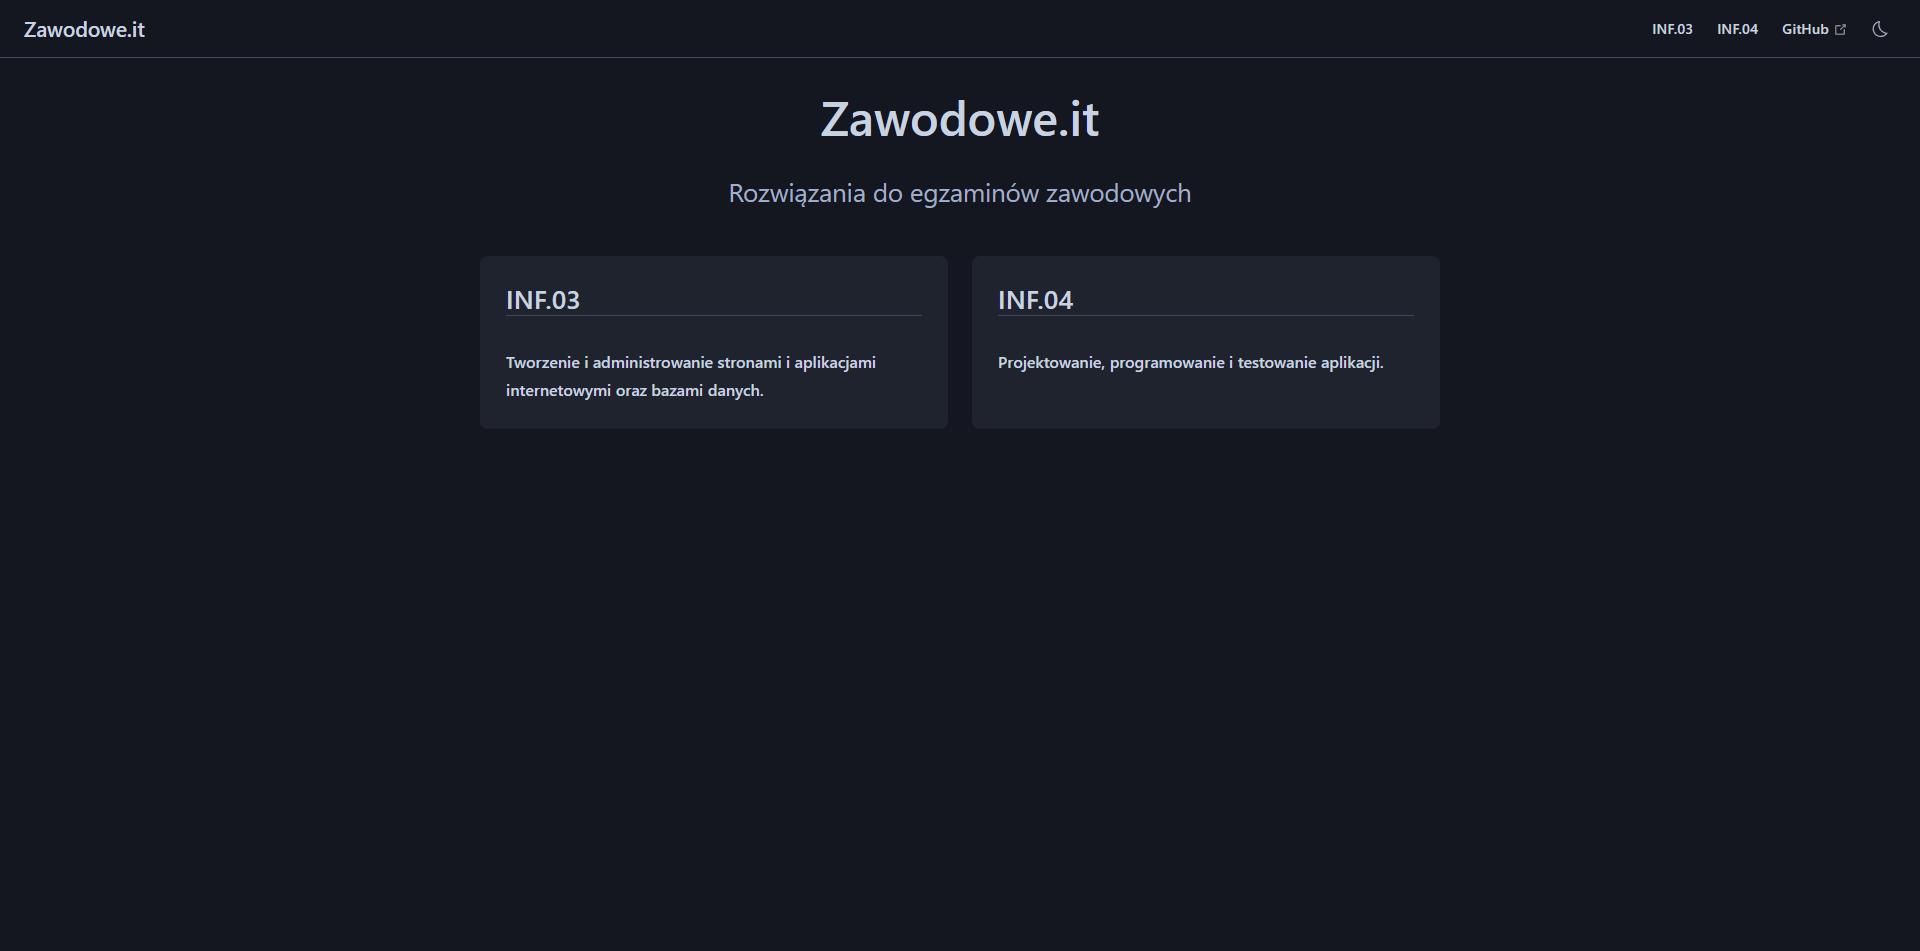 Zawodowe.it
INF.03
INF.04
GitHub
Zawodowe.it
Rozwiązania do egzaminów zawodowych
INF.03
Tworzenie i administrowanie stronami i aplikacjami
internetowymi oraz bazami danych.
INF.04
Projektowanie, programowanie i testowanie aplikacji.